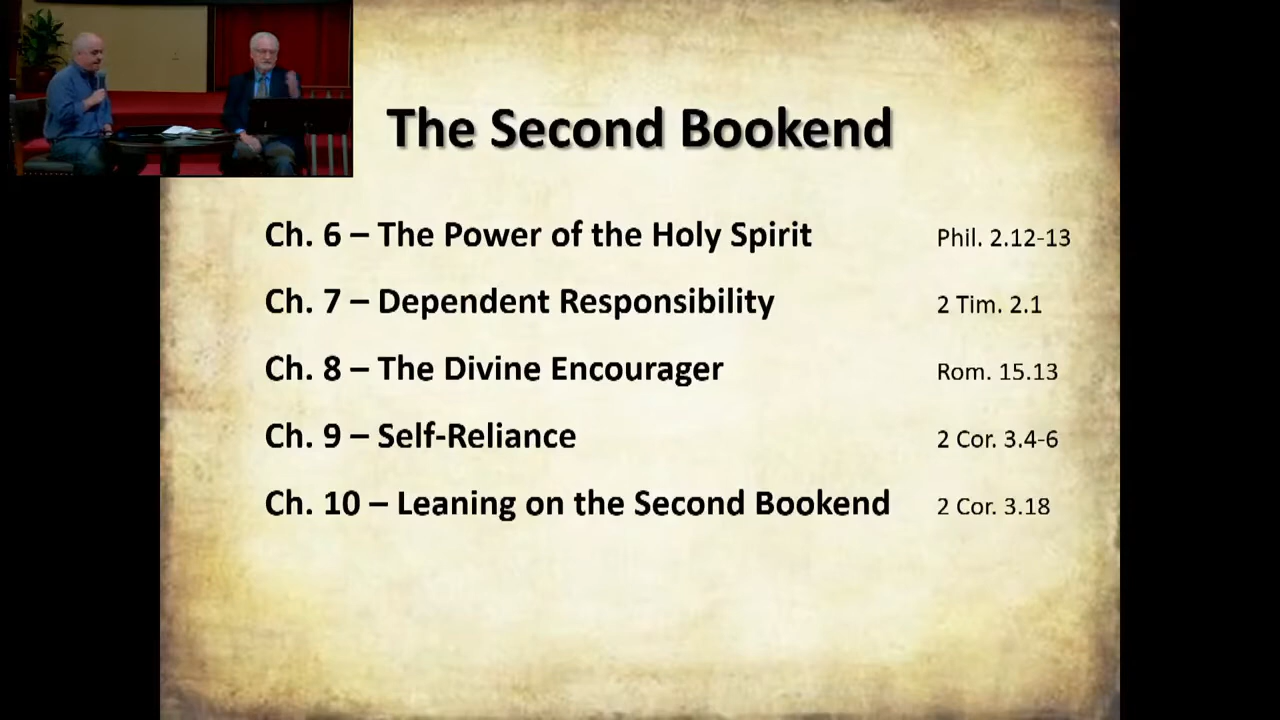 The Second Bookend
Ch. 6 – The Power of the Holy Spirit Phil. 2.12-13
Ch. 7 – Dependent Responsibility 2 Tim. 2.1
Ch. 8 – The Divine Encourager Rom. 15.13
Ch. 9 – Self-Reliance 2 Cor. 3.4-6
Ch. 10 – Leaning on the Second Bookend 2 Cor. 3.18